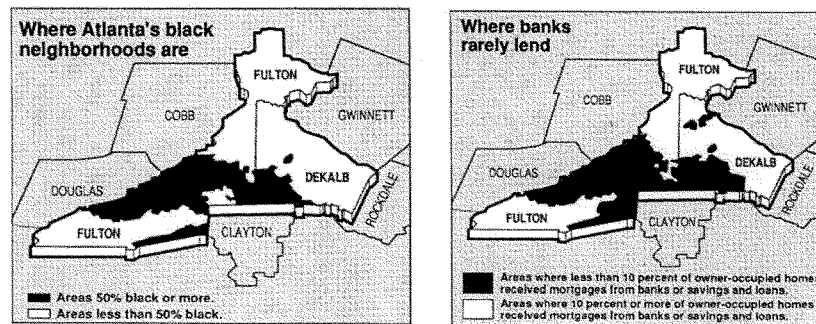 Where Atlanta's black
neighborhoods are
FULTON
COBB
GWINNETT
DOUGLAS
DEKALB
ROCKDALE
FULTON
CLAYTON
Areas 50% black or more.
Areas less than 50% black.
Where banks
rarely lend
FULTON
COBB
GWINNETT
DOUGLAS
DEKALB
ROCKDALE
FULTON
CLAYTON
Areas where less than 10 percent of owner-occupied homes
received mortgages from banks or savings and loans.
Areas where 10 percent or more of owner-occupied homes
received mortgages from banks or savings and loans.